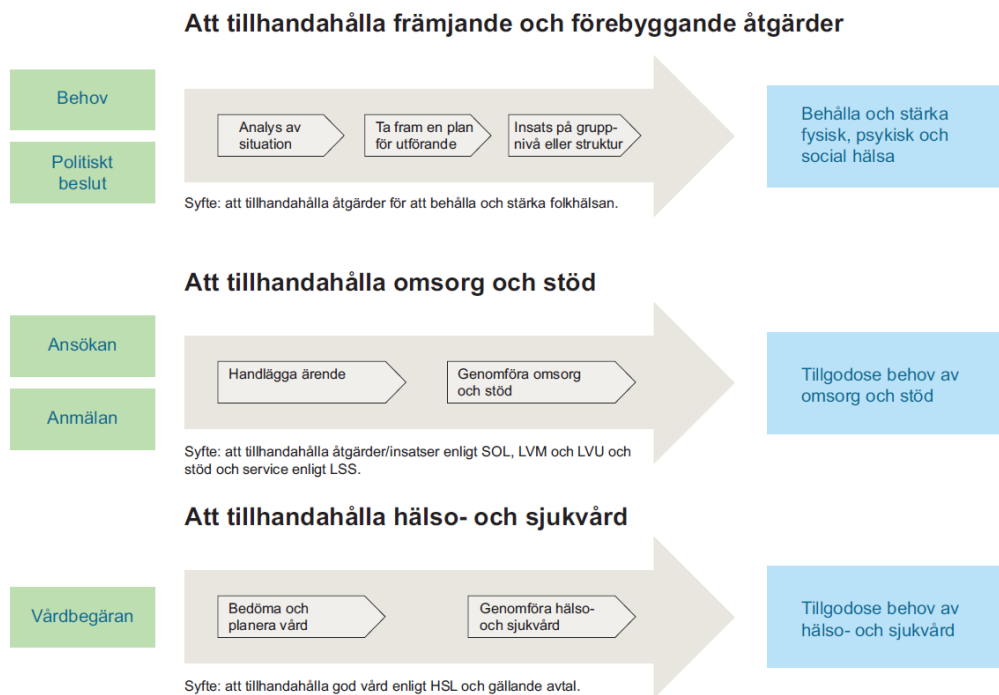 Att tillhandahålla främjande och förebyggande åtgärder
Behov
Politiskt
beslut
Analys av
situation
Ta fram en plan
för utförande
Insats på grupp-
nivå eller struktur
Behålla och stärka
fysisk, psykisk och
social hälsa
Syfte: att tillhandahålla åtgärder för att behålla och stärka folkhälsan.
Att tillhandahålla omsorg och stöd
Ansökan
Anmälan
Handlägga ärende
Genomföra omsorg
och stöd
Tillgodose behov av
omsorg och stöd
Syfte: att tillhandahålla åtgärder/insatser enligt SOL, LVM och LVU och
stöd och service enligt LSS.
Att tillhandahålla hälso- och sjukvård
Vårdbegäran
Bedöma och
planera vård
Genomföra hälso-
och sjukvård
Tillgodose behov av
hälso- och sjukvård
Syfte: att tillhandahålla god vård enligt HSL och gällande avtal.